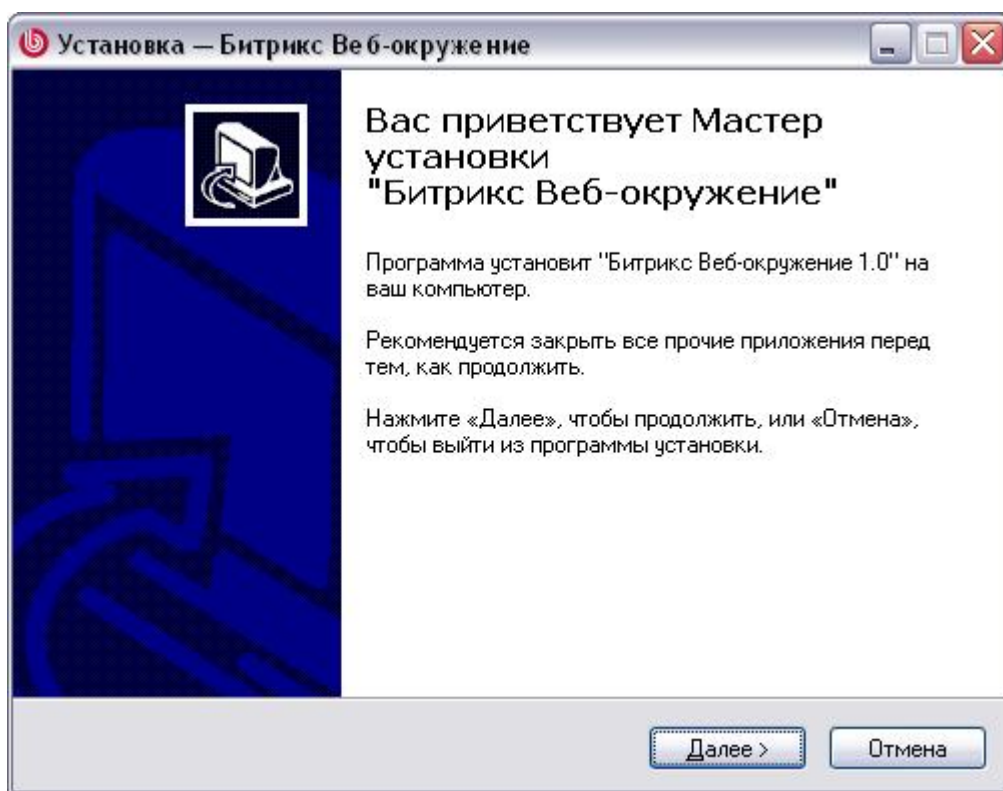 Установка — Битрикс Веб-окружение
Вас приветствует Мастер
установки
"Битрикс Веб-окружение"
Программа установит "Битрикс Веб-окружение 1.0" на
ваш компьютер.
Рекомендуется закрыть все прочие приложения перед
тем, как продолжить.
Нажмите «Далее», чтобы продолжить, или «Отмена»,
чтобы выйти из программы установки.
Далее >
Отмена